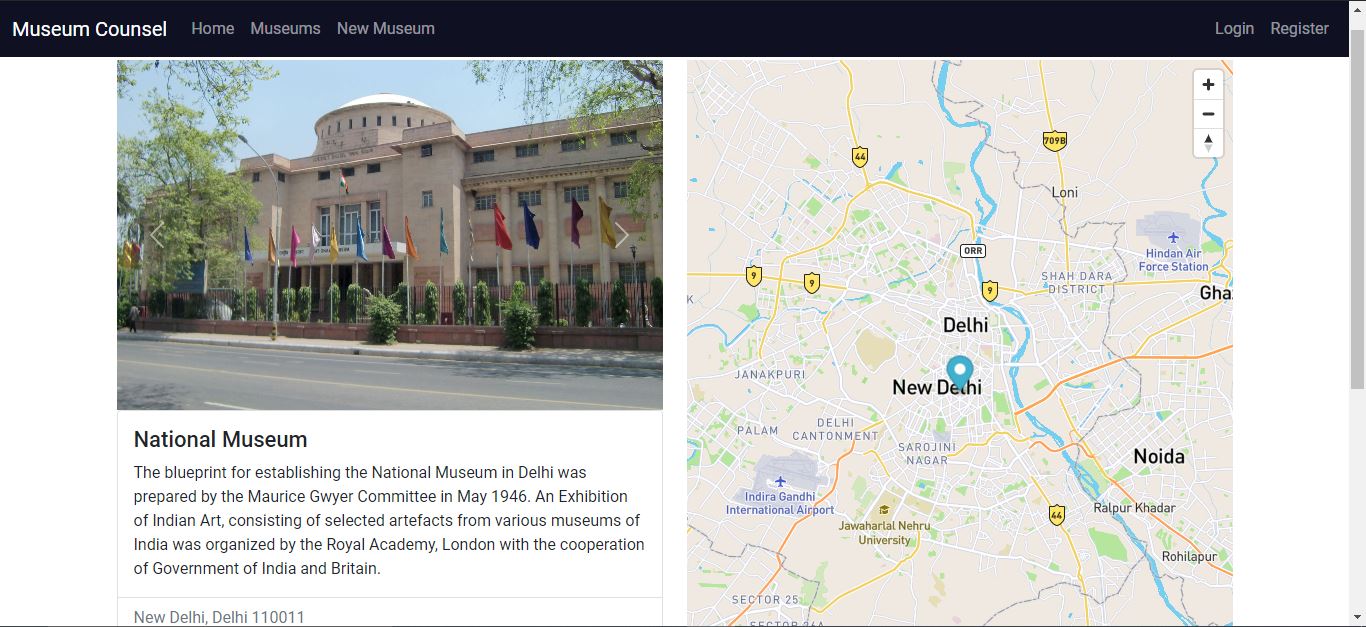 Museum Counsel Home Museums New Museum Login Register
National Museum
The blueprint for establishing the National Museum in Delhi was
prepared by the Maurice Gwyer Committee in May 1946. An Exhibition
of Indian Art, consisting of selected artefacts from various museums of
India was organized by the Royal Academy, London with the cooperation
of Government of India and Britain.
New Delhi, Delhi 110011
44
709B
Loni
ORR
Hindan Air
Force Station
9
9
9
SHAHDARA
DISTRICT
Gha
K
Delhi
JANAKPURI
New Delhi
PALAM
DELHI
CANTONMENT
SAROJINI
NAGAR
Noida
Indira Gandhi
International Airport
Jawaharlal Nehru
University
44
Ralpur Khadar
Rohilapur
SECTOR 25
SECTOR 26A